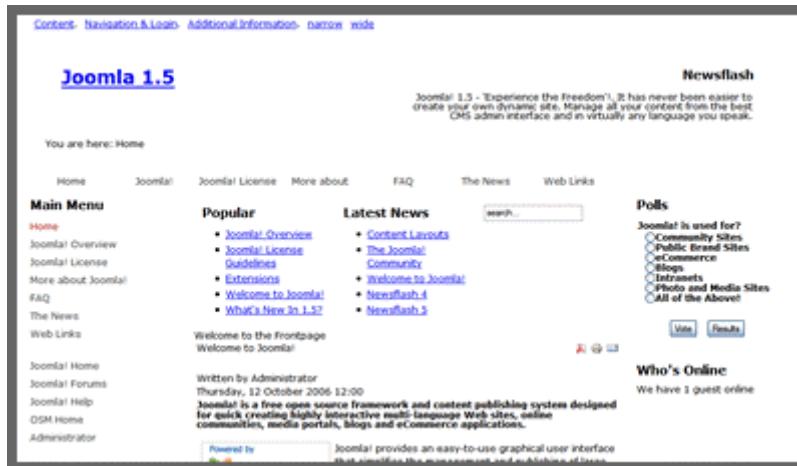 Content. Navigation & Login. Additional Information. narrow wide
Joomla 1.5
Newsflash
Joomla! 1.5 - 'Experience the Freedom'!. It has never been easier to
create your own dynamic site. Manage all your content from the best
CMS admin interface and in virtually any language you speak.
You are here: Home
Home Joomla! Joomla! License More about FAQ The News Web Links
Main Menu
Home
Joomla! Overview
Joomla! License
More about Joomla!
FAQ
The News
Web Links
Joomla! Home
Joomla! Forums
Joomla! Help
OSM Home
Administrator
Popular
Joomla! Overview
Joomla! License
Guidelines
Extensions
Welcome to Joomla!
What's New In 1.5?
Latest News
Content Layouts
The Joomla!
Community
Welcome to Joomla!
Newsflash 4
Newsflash 5
search...
Welcome to the Frontpage
Welcome to Joomla!
Written by Administrator
Thursday, 12 October 2006 12:00
Joomla! is a free open source framework and content publishing system designed
for quick creating highly interactive multi-language Web sites, online
communities, media portals, blogs and eCommerce applications.
Powered by
Joomla! provides an easy-to-use graphical user interface
that simplifies the management and publishing of large
Polls
Joomla! is used for?
Community Sites
Public Brand Sites
eCommerce
Blogs
Intranets
Photo and Media Sites
All of the Above!
Vote Results
Who's Online
We have 1 guest online